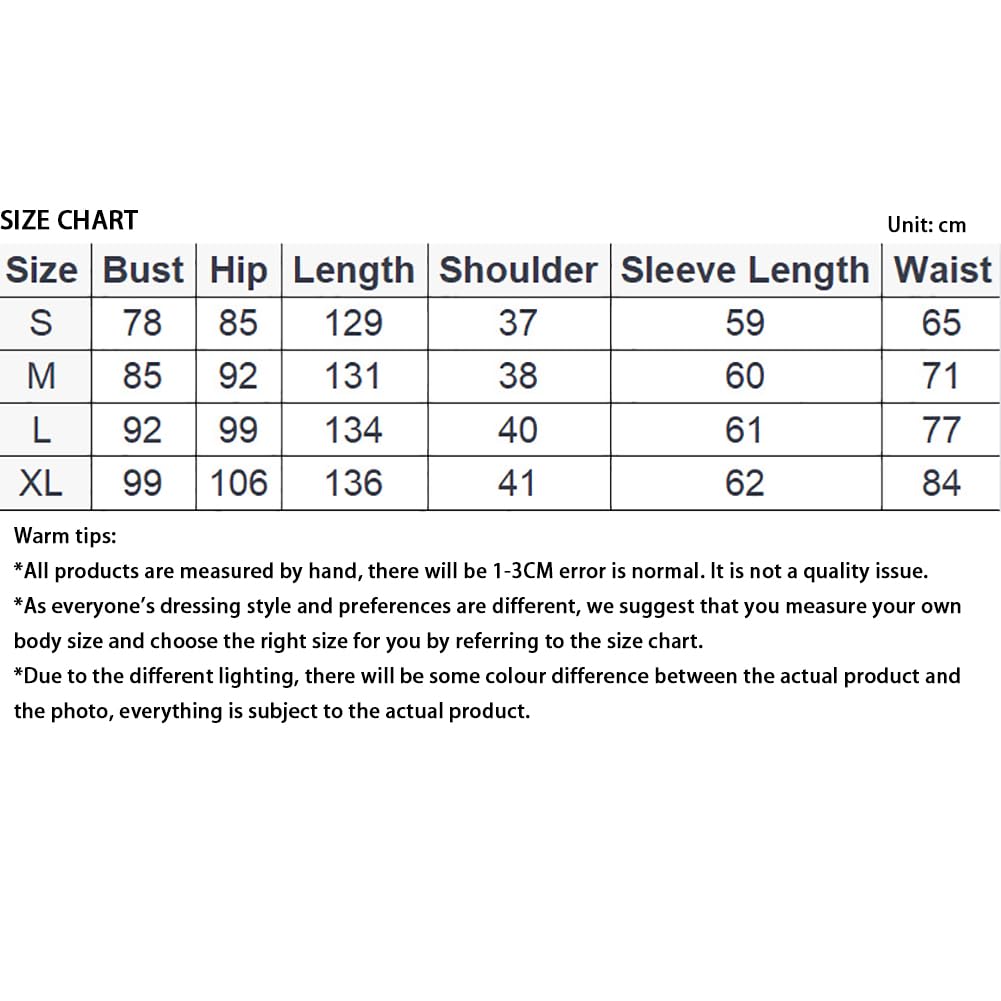 SIZE CHART
Unit: cm
Size Bust Hip Length Shoulder Sleeve Length Waist
S 78 85 129 37 59 65
M 85 92 131 38 60 71
L 92 99 134 40 61 77
XL 99 106 136 41 62 84
Warm tips:
*All products are measured by hand, there will be 1-3CM error is normal. It is not a quality issue.
*As everyone’s dressing style and preferences are different, we suggest that you measure your own
body size and choose the right size for you by referring to the size chart.
*Due to the different lighting, there will be some colour difference between the actual product and
the photo, everything is subject to the actual product.